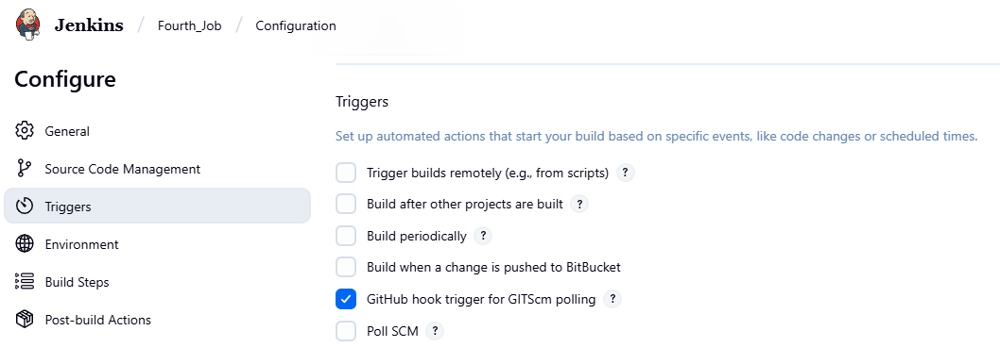 Jenkins / Fourth_Job / Configuration
Configure
General
Source Code Management
Triggers
Environment
Build Steps
Post-build Actions
Triggers
Set up automated actions that start your build based on specific events, like code changes or scheduled times.
Trigger builds remotely (e.g., from scripts) ?
Build after other projects are built ?
Build periodically ?
Build when a change is pushed to BitBucket
GitHub hook trigger for GITScm polling ?
Poll SCM ?